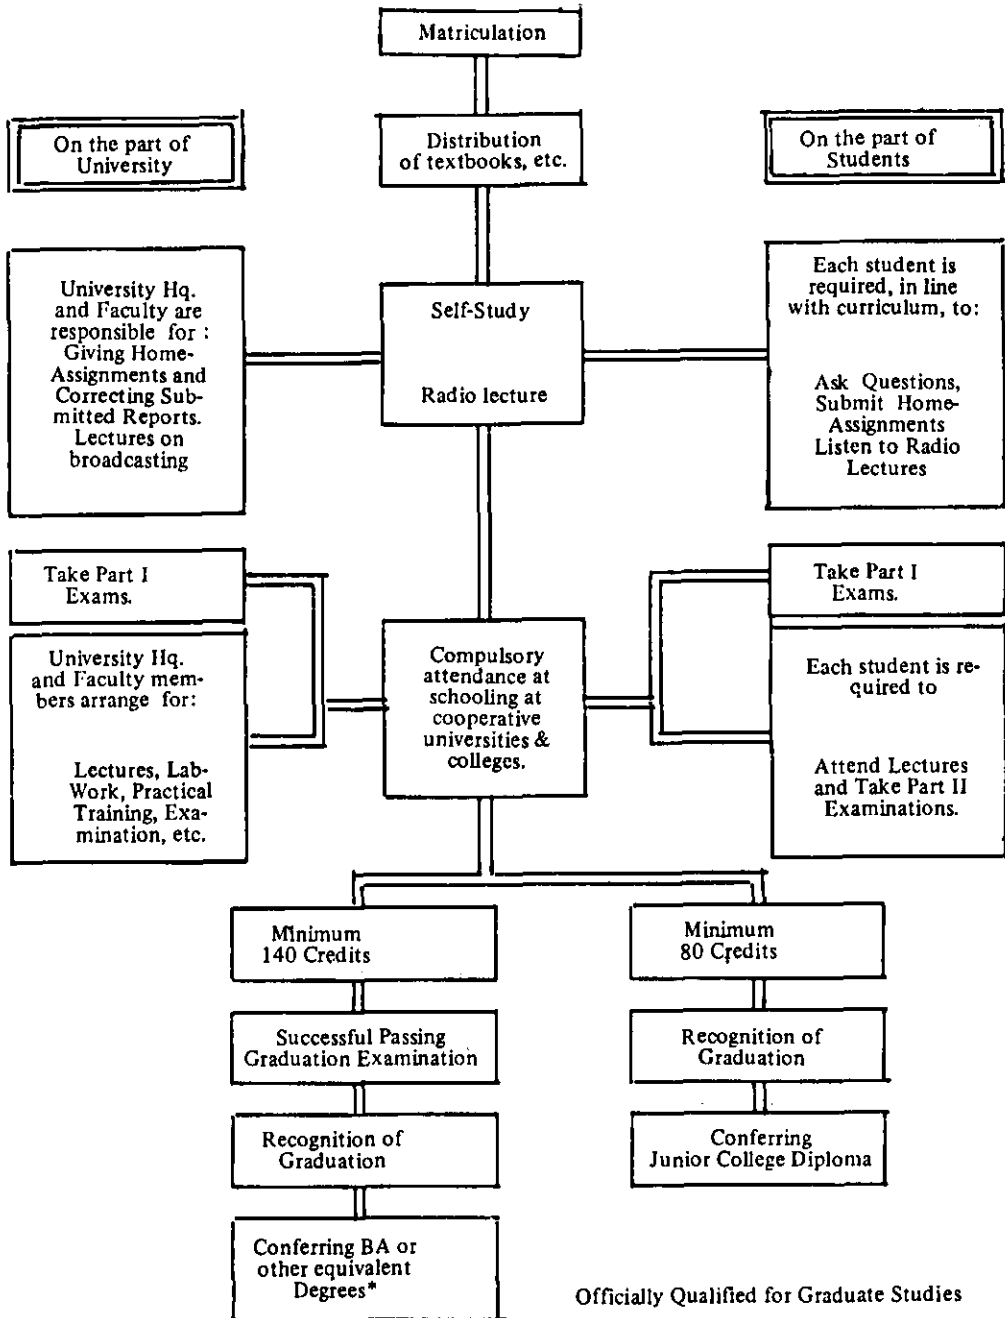 Matriculation
On the part of
University
Distribution
of textbooks, etc.
On the part of
Students
University Hq.
and Faculty are
responsible for :
Giving Home-
Assignments and
Correcting Sub-
mitted Reports.
Lectures on
broadcasting
Self-Study
Radio lecture
Each student is
required, in line
with curriculum, to:
Ask Questions,
Submit Home-
Assignments
Listen to Radio
Lectures
Take Part I
Exams.
University Hq.
and Faculty mem-
bers arrange for:
Lectures, Lab-
Work, Practical
Training, Exa-
mination, etc.
Compulsory
attendance at
schooling at
cooperative
universities &
colleges.
Take Part I
Exams.
Each student is re-
quired to
Attend Lectures
and Take Part II
Examinations.
Minimum
140 Credits
Minimum
80 Credits
Successful Passing
Graduation Examination
Recognition of
Graduation
Recognition of
Graduation
Conferring
Junior College Diploma
Conferring BA or
other equivalent
Degrees*
Officially Qualified for Graduate Studies